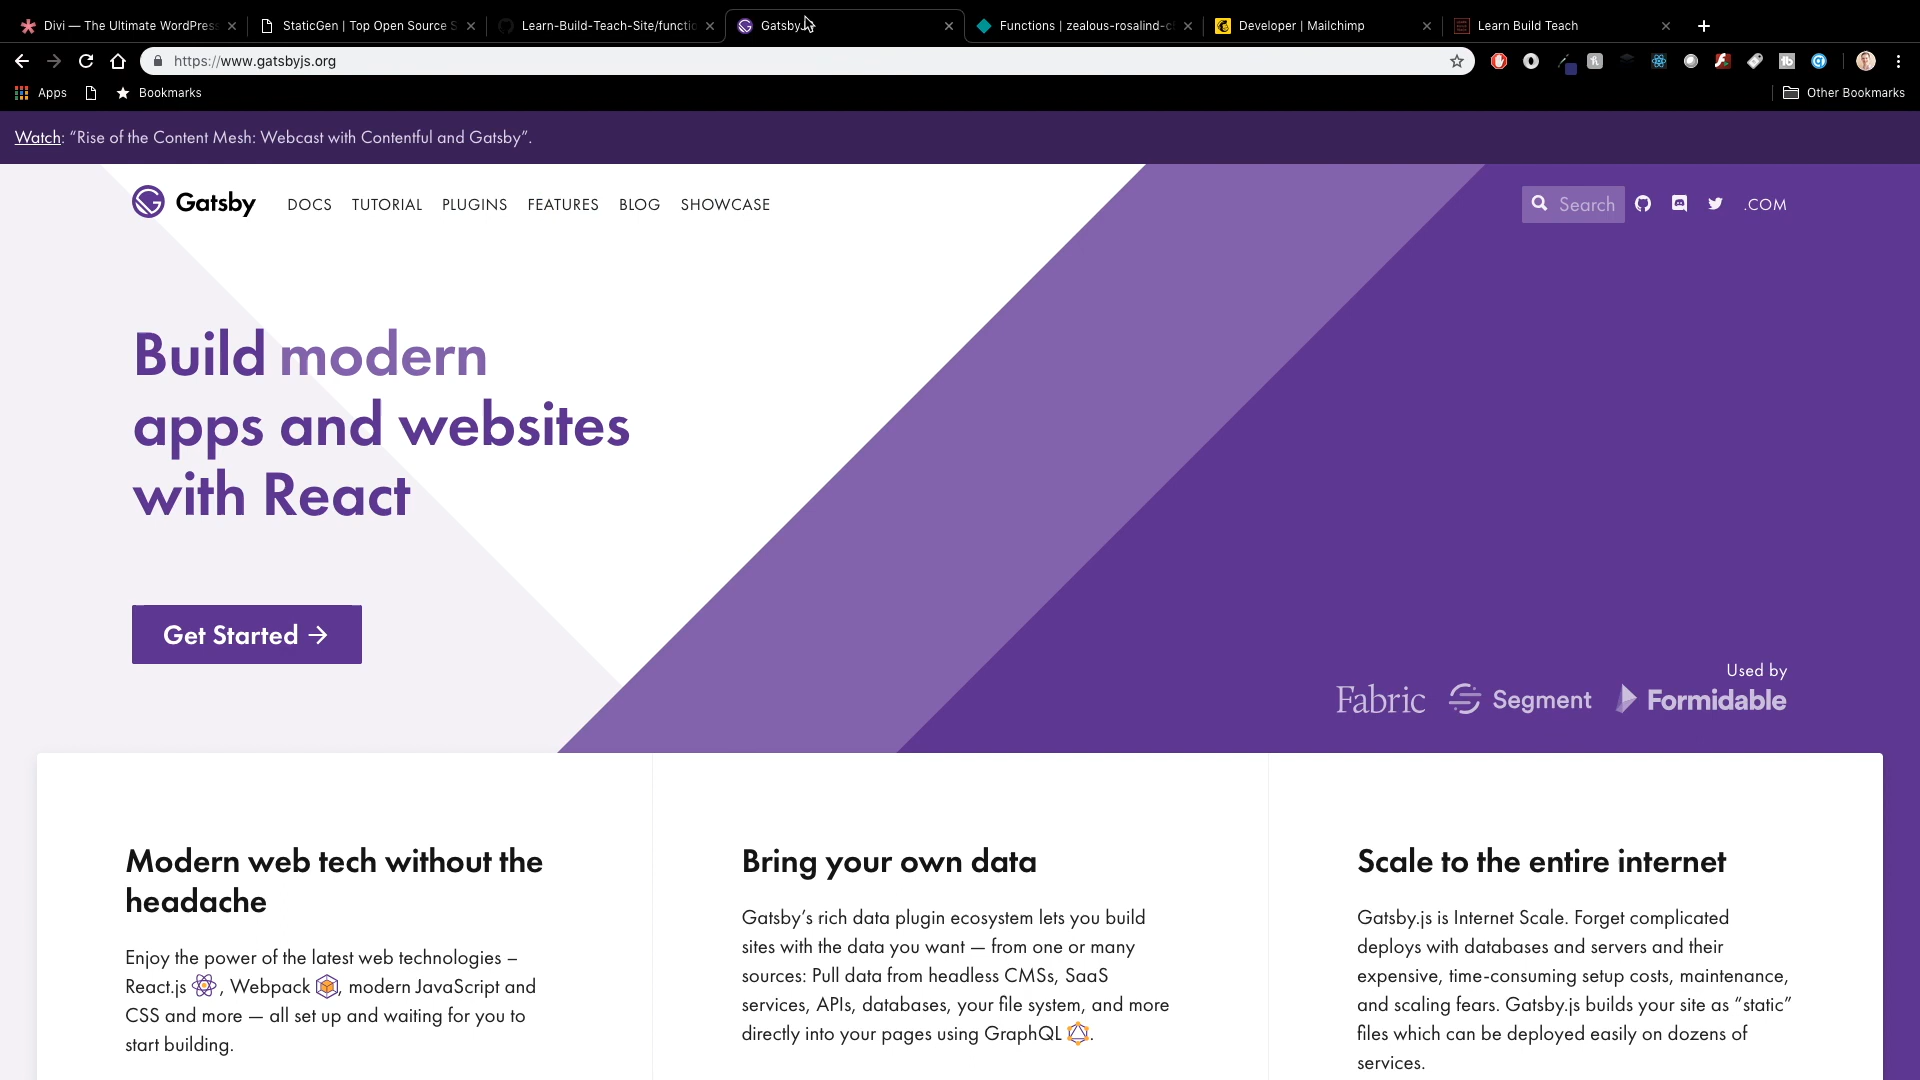 Divi — The Ultimate WordPress
StaticGen | Top Open Source S
Learn-Build-Teach-Site/functio
GatsbyJS
Functions | zealous-rosalind-c
Developer | Mailchimp
Learn Build Teach
https://www.gatsbyjs.org
Apps
Bookmarks
Other Bookmarks
Watch: “Rise of the Content Mesh: Webcast with Contentful and Gatsby”.
Gatsby
DOCS
TUTORIAL
PLUGINS
FEATURES
BLOG
SHOWCASE
Search
.COM
Build modern
apps and websites
with React
Get Started →
Used by
Fabric
Segment
Formidable
Modern web tech without the
headache
Enjoy the power of the latest web technologies –
React.js , Webpack , modern JavaScript and
CSS and more — all set up and waiting for you to
start building.
Bring your own data
Gatsby’s rich data plugin ecosystem lets you build
sites with the data you want — from one or many
sources: Pull data from headless CMSs, SaaS
services, APIs, databases, your file system, and more
directly into your pages using GraphQL .
Scale to the entire internet
Gatsby.js is Internet Scale. Forget complicated
deploys with databases and servers and their
expensive, time-consuming setup costs, maintenance,
and scaling fears. Gatsby.js builds your site as “static”
files which can be deployed easily on dozens of
services.